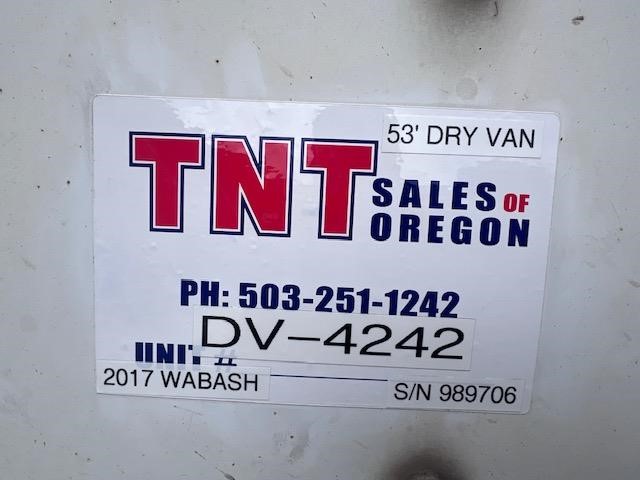 53' DRY VAN
TNT SALES OF
OREGON
PH: 503-251-1242
UNIT # DV-4242
2017 WABASH
S/N 989706